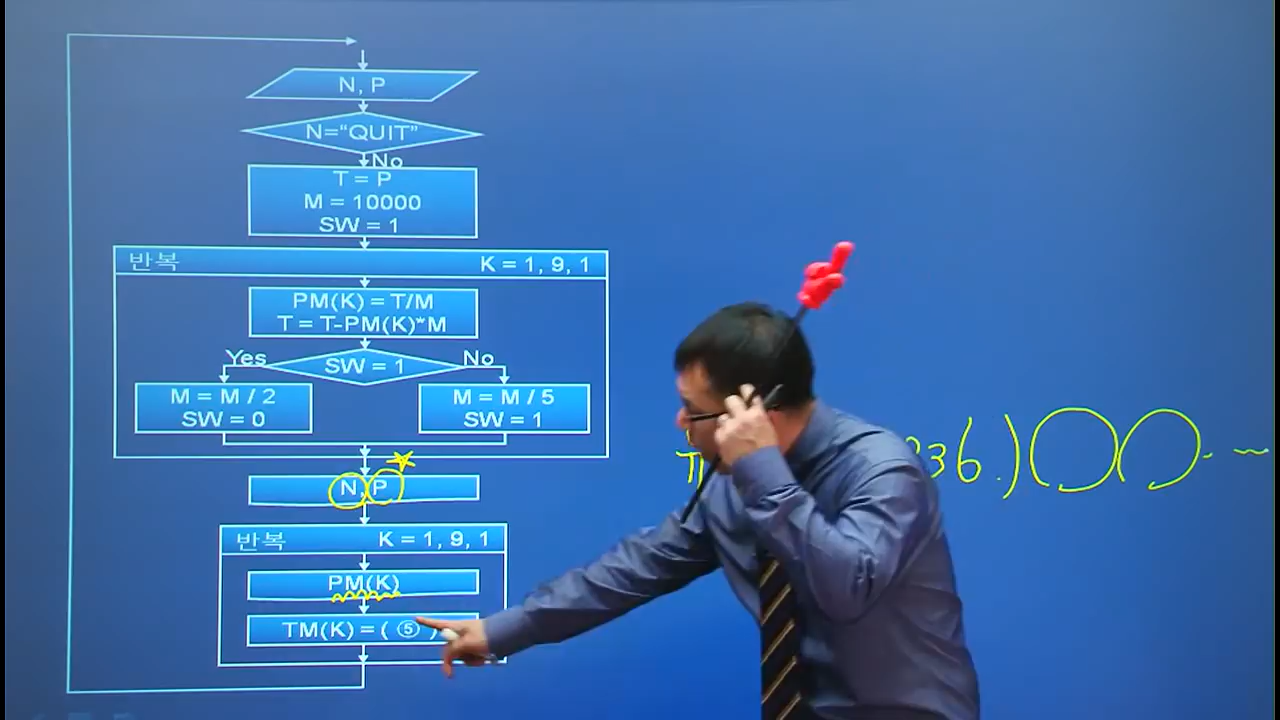 N, P
N="QUIT"
No
T = P
M = 10000
SW = 1
반복 K = 1, 9, 1
PM(K) = T/M
T = T-PM(K)*M
Yes SW = 1 No
M = M / 2
SW = 0
M = M / 5
SW = 1
N, P
반복 K = 1, 9, 1
PM(K)
TM(K) = ( ⑤ )
36.)